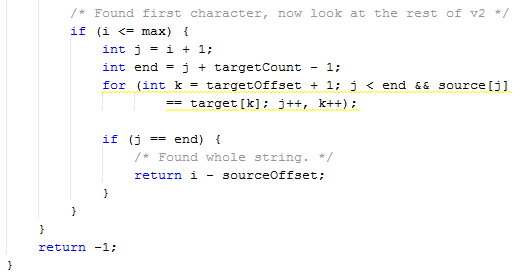 /* Found first character, now look at the rest of v2 */
if (i <= max) {
int j = i + 1;
int end = j + targetCount - 1;
for (int k = targetOffset + 1; j < end && source[j]
== target[k]; j++, k++);
if (j == end) {
/* Found whole string. */
return i - sourceOffset;
}
}
}
return -1;
}